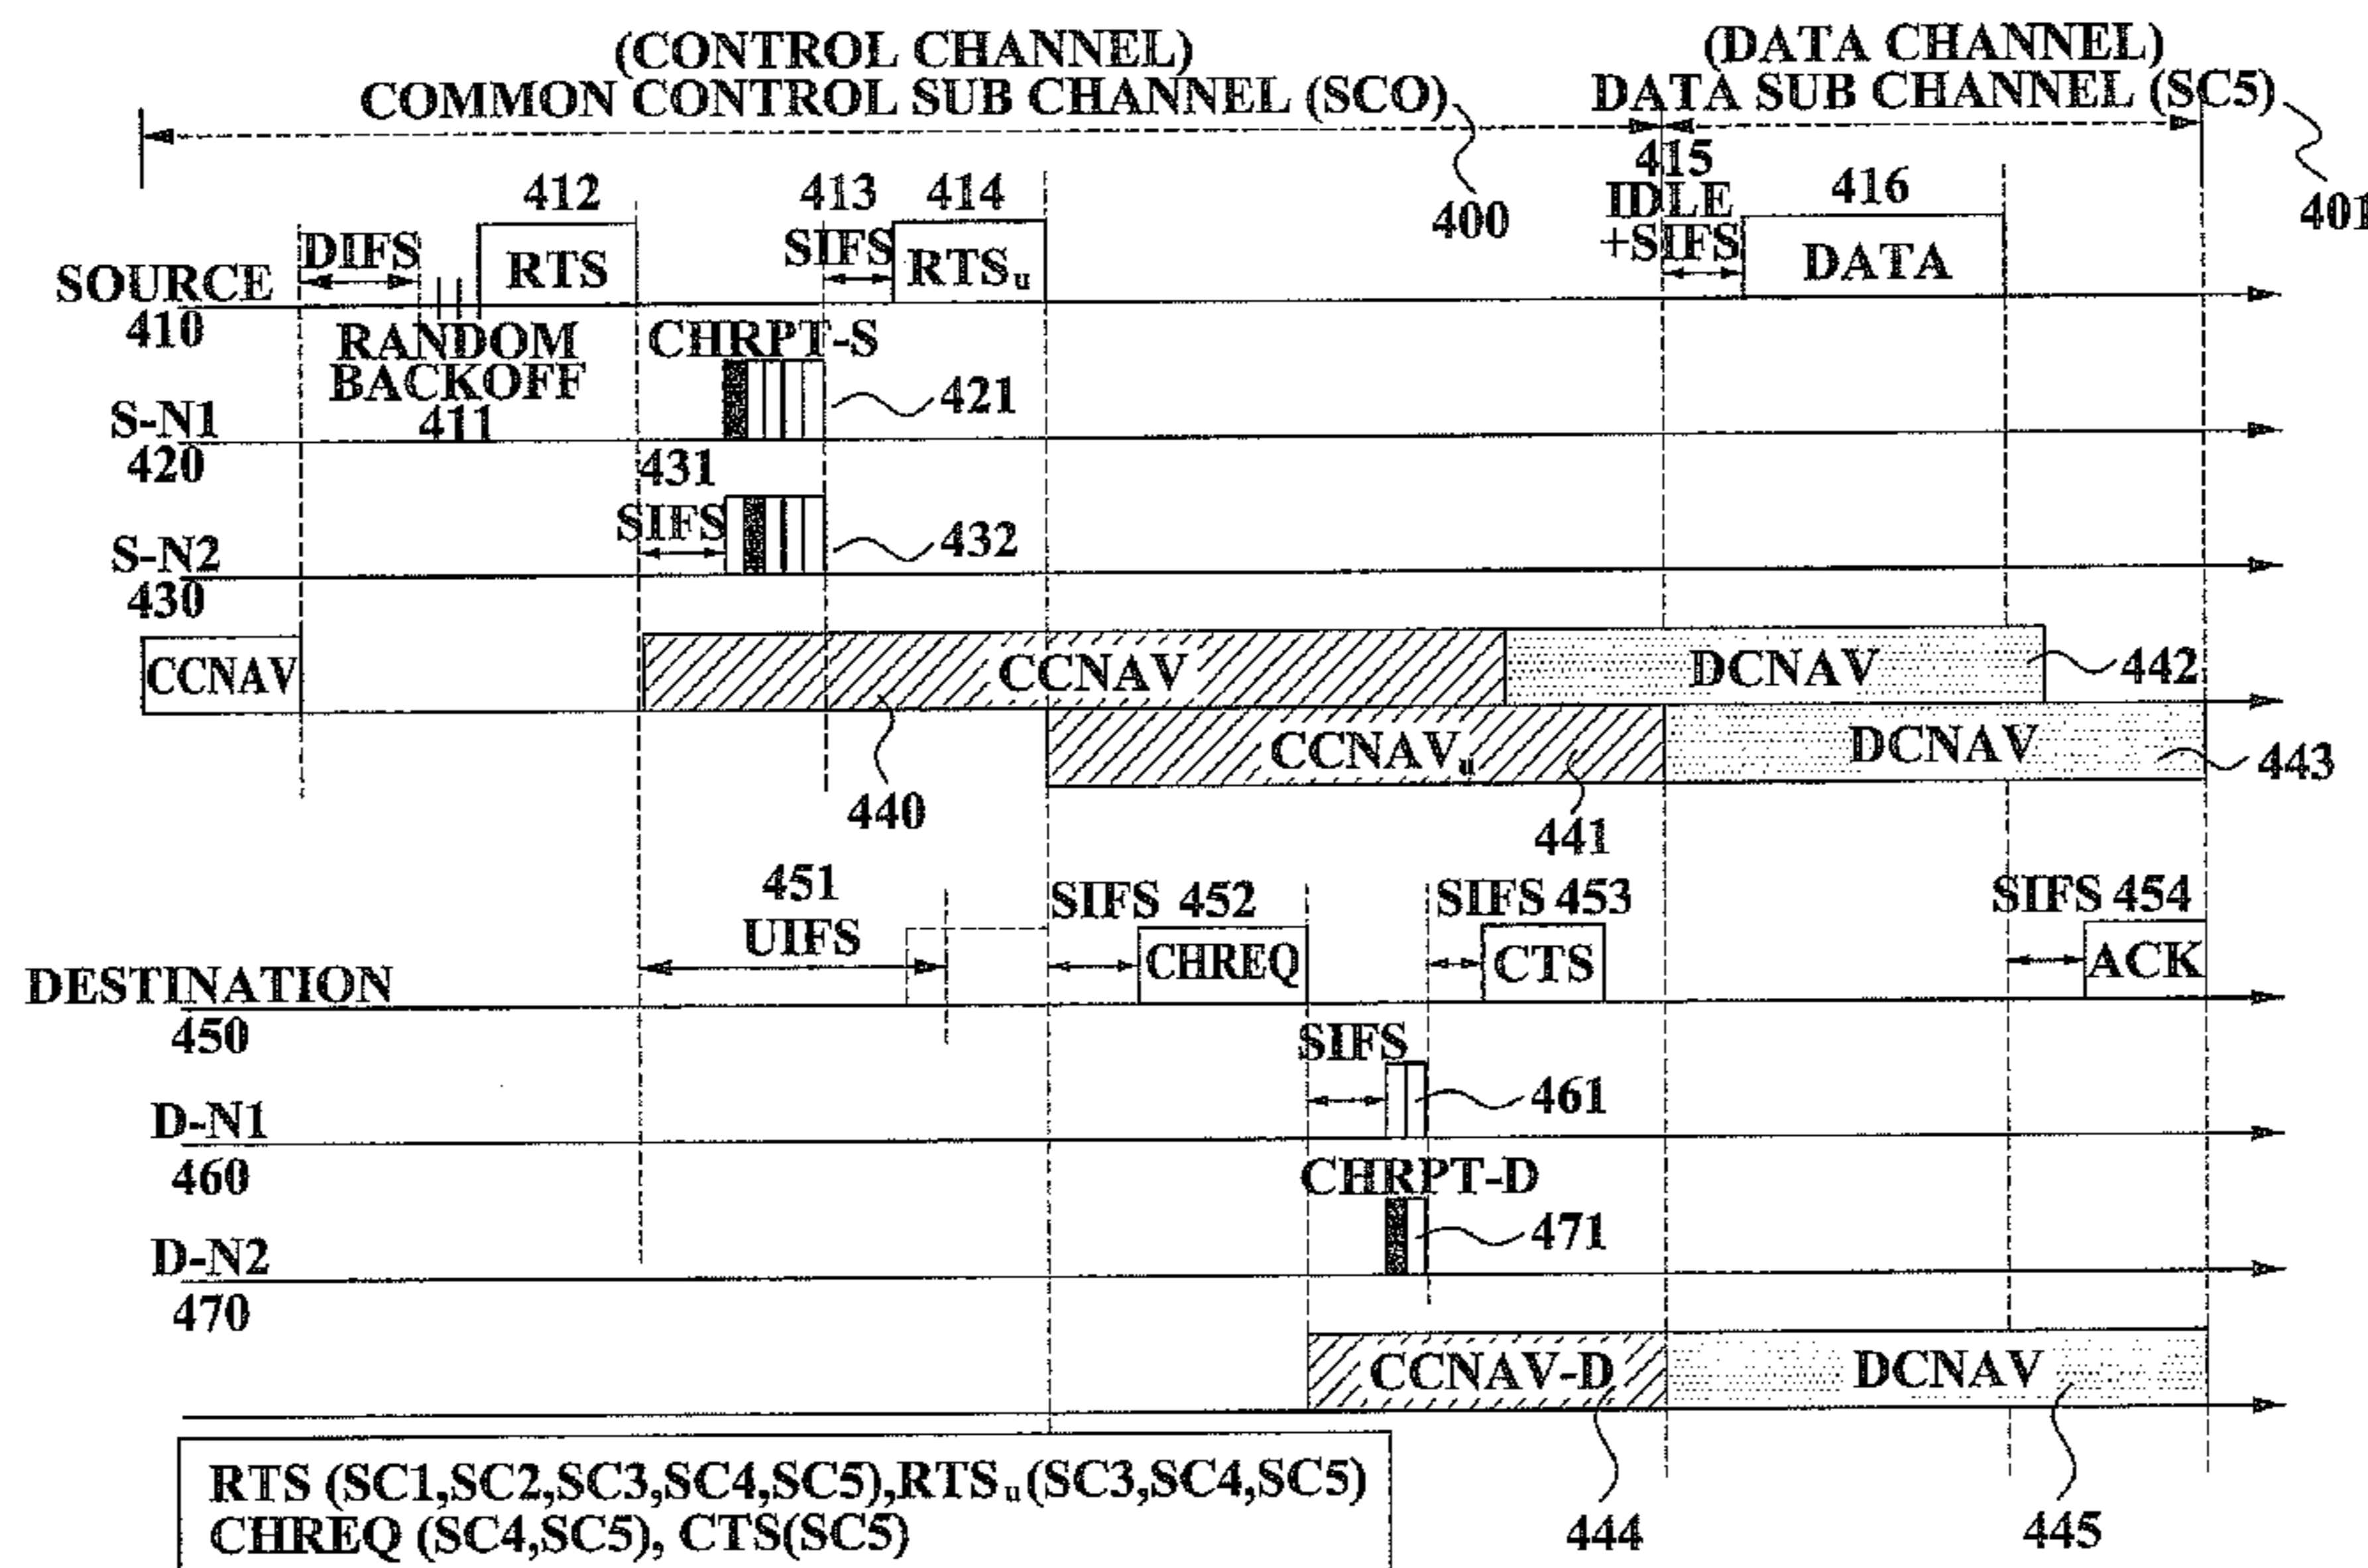 (CONTROL CHANNEL)
COMMON CONTROL SUB CHANNEL (SCO)
(DATA CHANNEL)
DATA SUB CHANNEL (SC5)
400
401
412
413
414
415
416
DIFS
RTS
SIFS
RTSu
IDLE
+SIFS
DATA
SOURCE
410
RANDOM
BACKOFF
411
CHRPT-S
421
S-N1
420
431
SIFS
432
S-N2
430
CCNAV
CCNAV
DCNAV
442
CCNAVu
DCNAV
443
440
441
451
UIFS
SIFS 452
CHREQ
SIFS 453
CTS
SIFS 454
ACK
DESTINATION
450
SIFS
461
D-N1
460
CHRPT-D
471
D-N2
470
CCNAV-D
DCNAV
444
445
RTS (SC1,SC2,SC3,SC4,SC5),RTSu(SC3,SC4,SC5)
CHREQ (SC4,SC5), CTS(SC5)